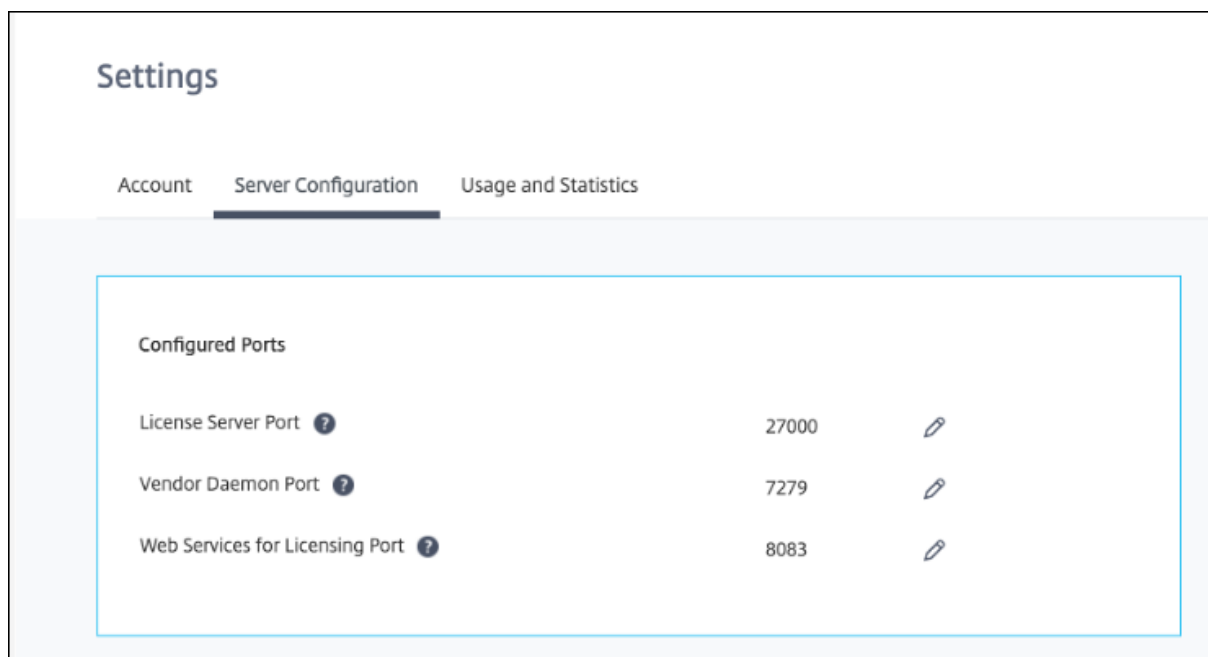 Settings
Account Server Configuration Usage and Statistics
Configured Ports
License Server Port ? 27000
Vendor Daemon Port ? 7279
Web Services for Licensing Port ? 8083